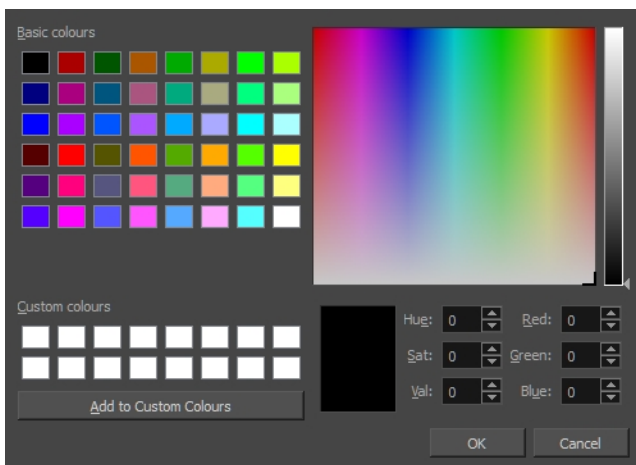 Basic colours
Custom colours
Add to Custom Colours
Hue: 0 Red: 0
Sat: 0 Green: 0
Val: 0 Blue: 0
OK Cancel